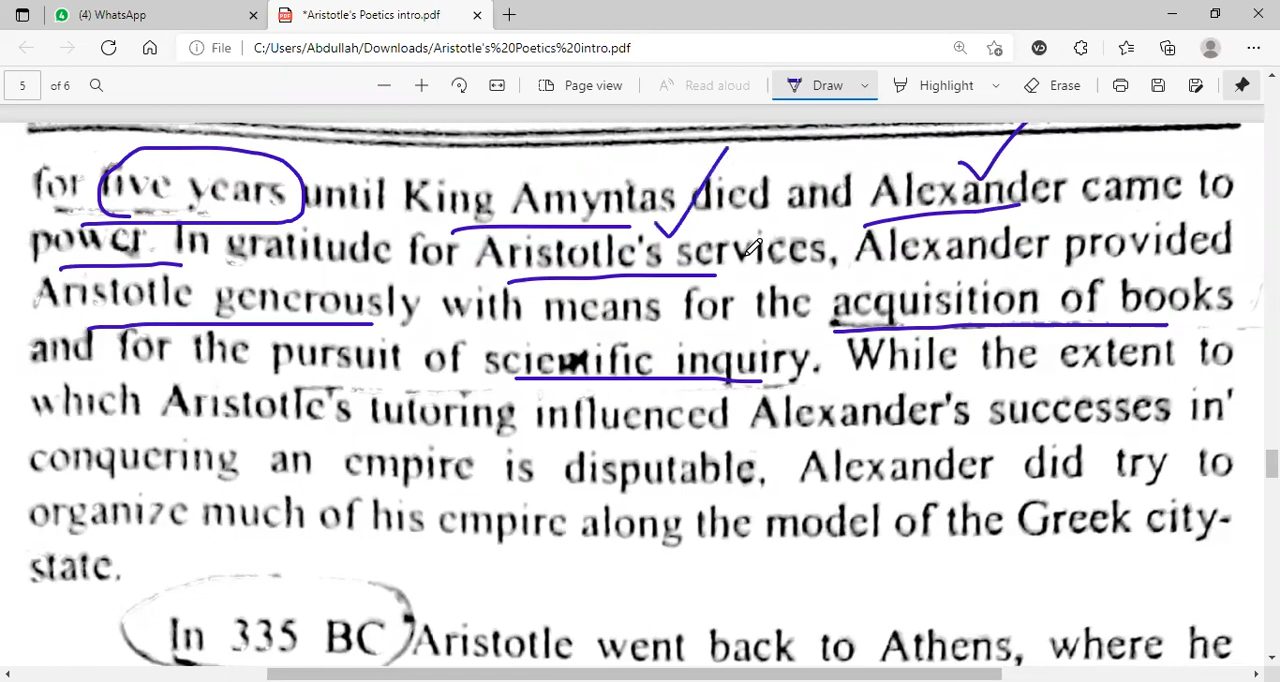 (4) WhatsApp
*Aristotle's Poetics intro.pdf
File C:/Users/Abdullah/Downloads/Aristotle's%20Poetics%20intro.pdf
5 of 6 Page view Read aloud Draw Highlight Erase
for five years until King Amyntas died and Alexander came to
power. In gratitude for Aristotle's services, Alexander provided
Aristotle generously with means for the acquisition of books
and for the pursuit of scientific inquiry. While the extent to
which Aristotle's tutoring influenced Alexander's successes in'
conquering an empire is disputable, Alexander did try to
organize much of his empire along the model of the Greek city-
state.
In 335 BC Aristotle went back to Athens, where he